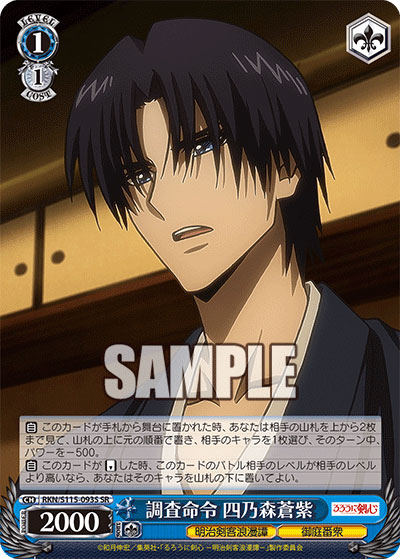 LEVEL
1
1
COST
SAMPLE
自 このカードが手札から舞台に置かれた時、あなたは相手の山札を上から2枚
まで見て、山札の上に元の順番で置き、相手のキャラを1枚選び、そのターン中、
パワーを-500。
自 このカードが した時、このカードのバトル相手のレベルが相手のレベル
より高いなら、あなたはそのキャラを思い出にしてよい。
CH RKN/S115-093S SR
2000
調査命令 四乃森蒼紫
るろうに剣心
明治剣客浪漫譚
御庭番衆
©和月伸宏／集英社・「るろうに剣心 －明治剣客浪漫譚－」製作委員会